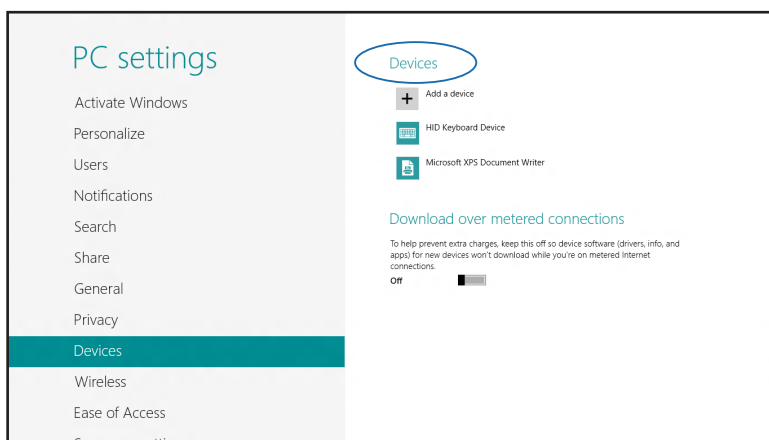 PC settings
Activate Windows
Personalize
Users
Notifications
Search
Share
General
Privacy
Devices
Wireless
Ease of Access
Devices
Add a device
HID Keyboard Device
Microsoft XPS Document Writer
Download over metered connections
To help prevent extra charges, keep this off so device software (drivers, info, and
apps) for new devices won't download while you're on metered Internet
connections.
Off